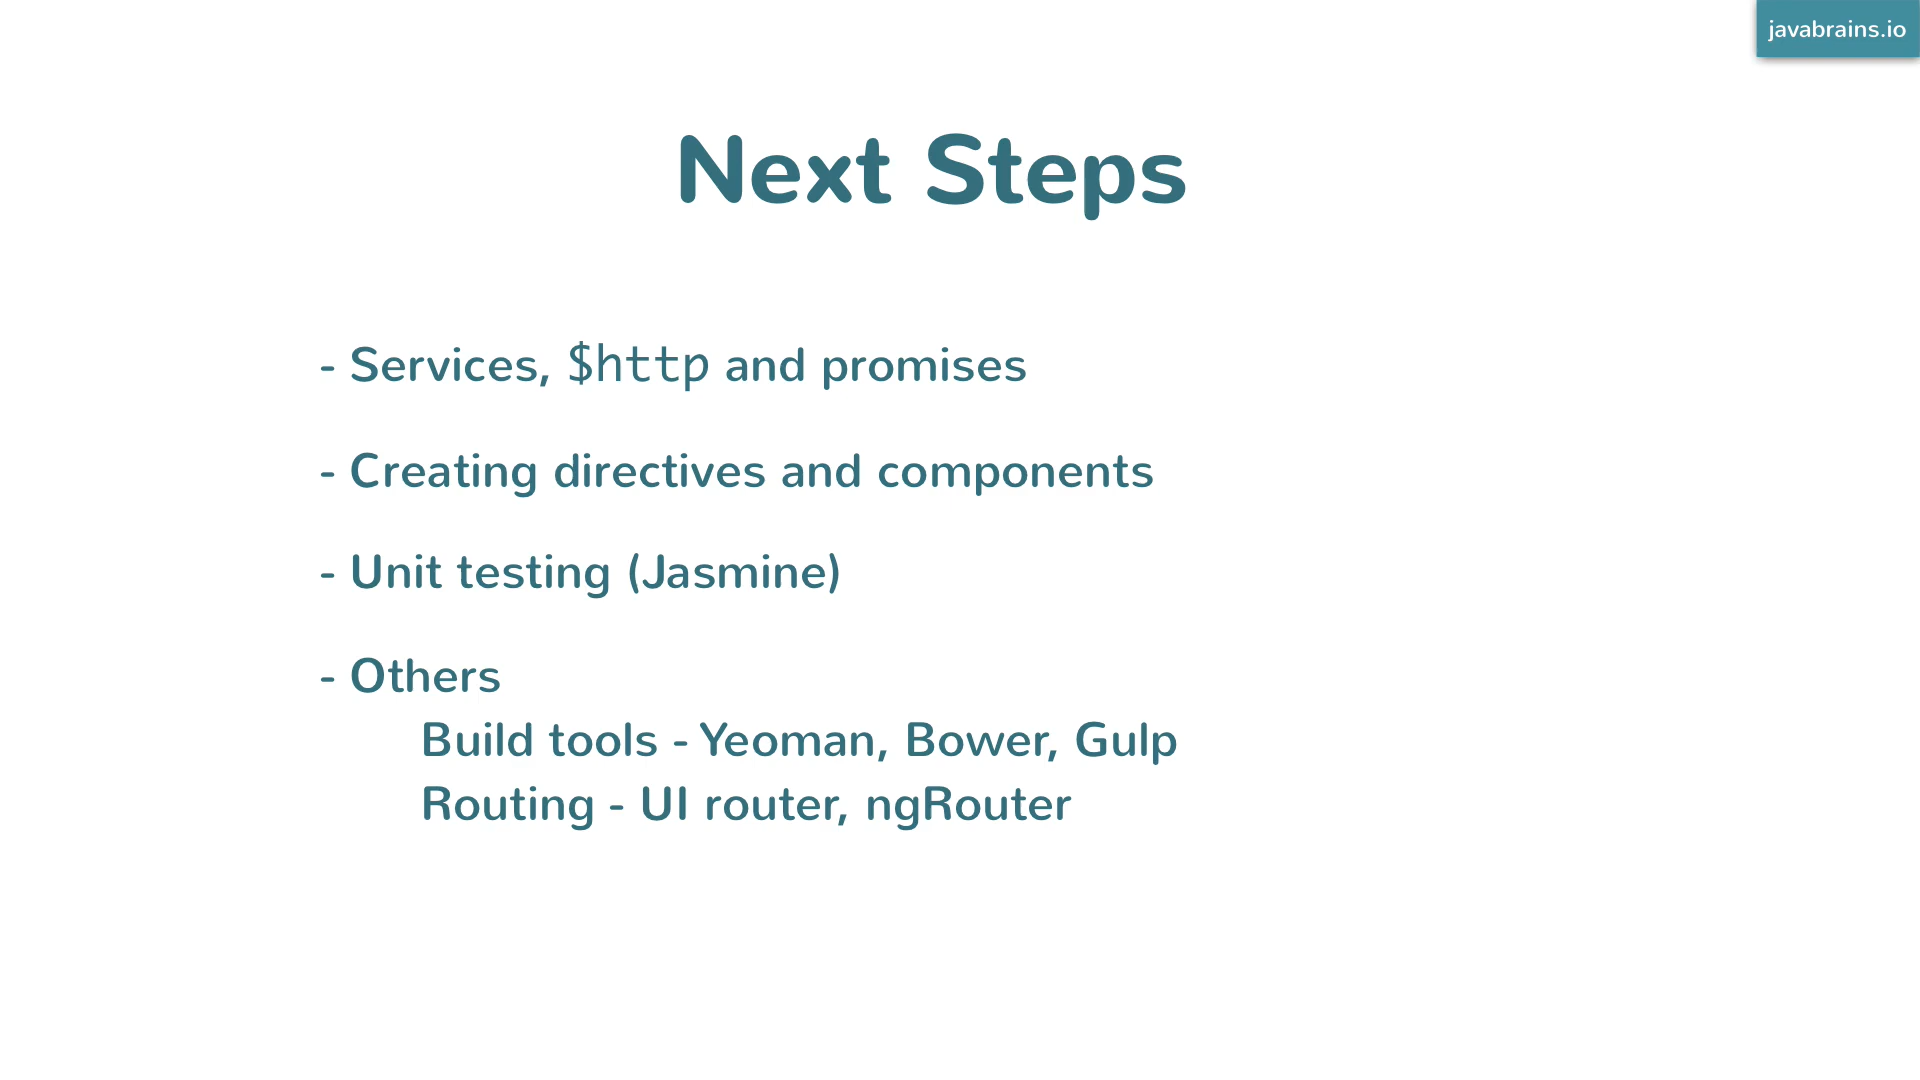 javabrains.io
Next Steps
- Services, $http and promises
- Creating directives and components
- Unit testing (Jasmine)
- Others
Build tools - Yeoman, Bower, Gulp
Routing - UI router, ngRouter